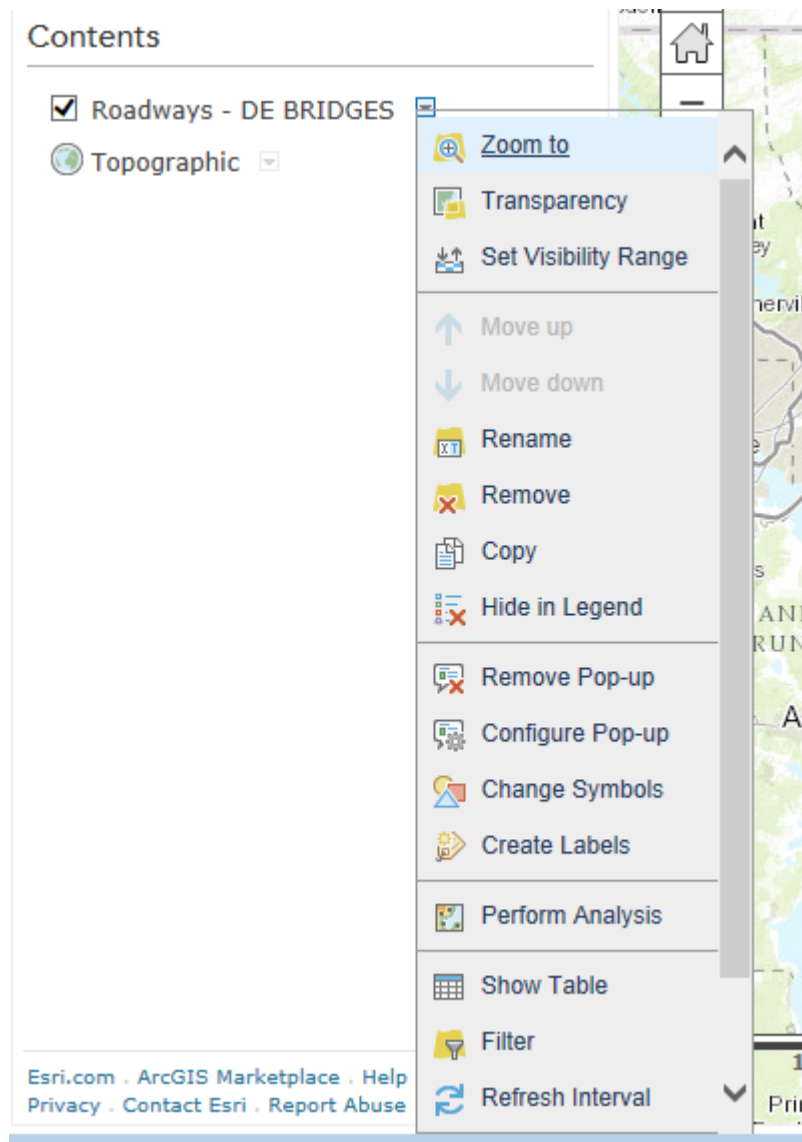 Contents
Roadways - DE BRIDGES
Topographic
Zoom to
Transparency
Set Visibility Range
Move up
Move down
Rename
Remove
Copy
Hide in Legend
Remove Pop-up
Configure Pop-up
Change Symbols
Create Labels
Perform Analysis
Show Table
Filter
Refresh Interval
Esri.com . ArcGIS Marketplace . Help
Privacy . Contact Esri . Report Abuse